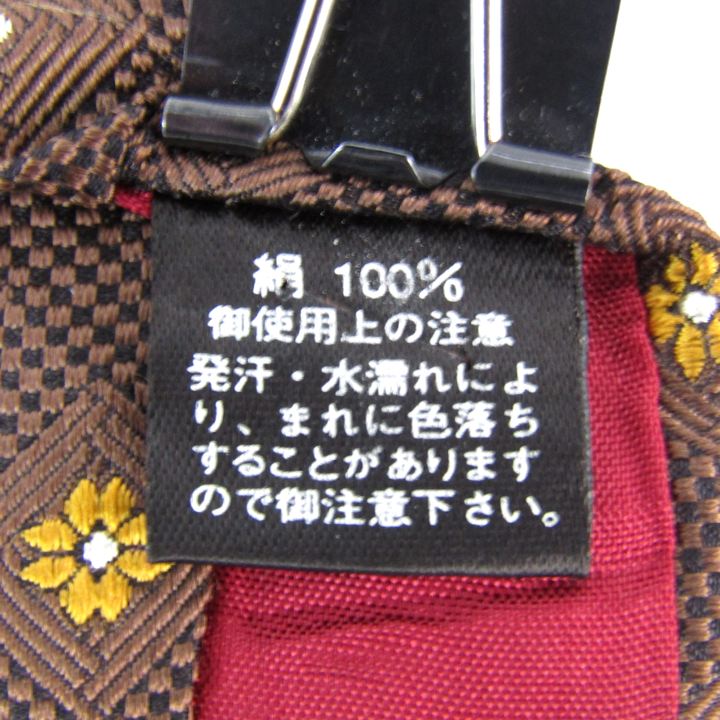 絹 100%
御使用上の注意
発汗・水濡れによ
り、まれに色落ち
することがあります
ので御注意下さい。